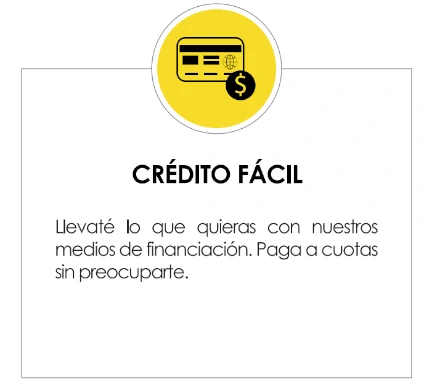 CRÉDITO FÁCIL
Llevaté lo que quieras con nuestros
medios de financiación. Paga a cuotas
sin preocuparte.